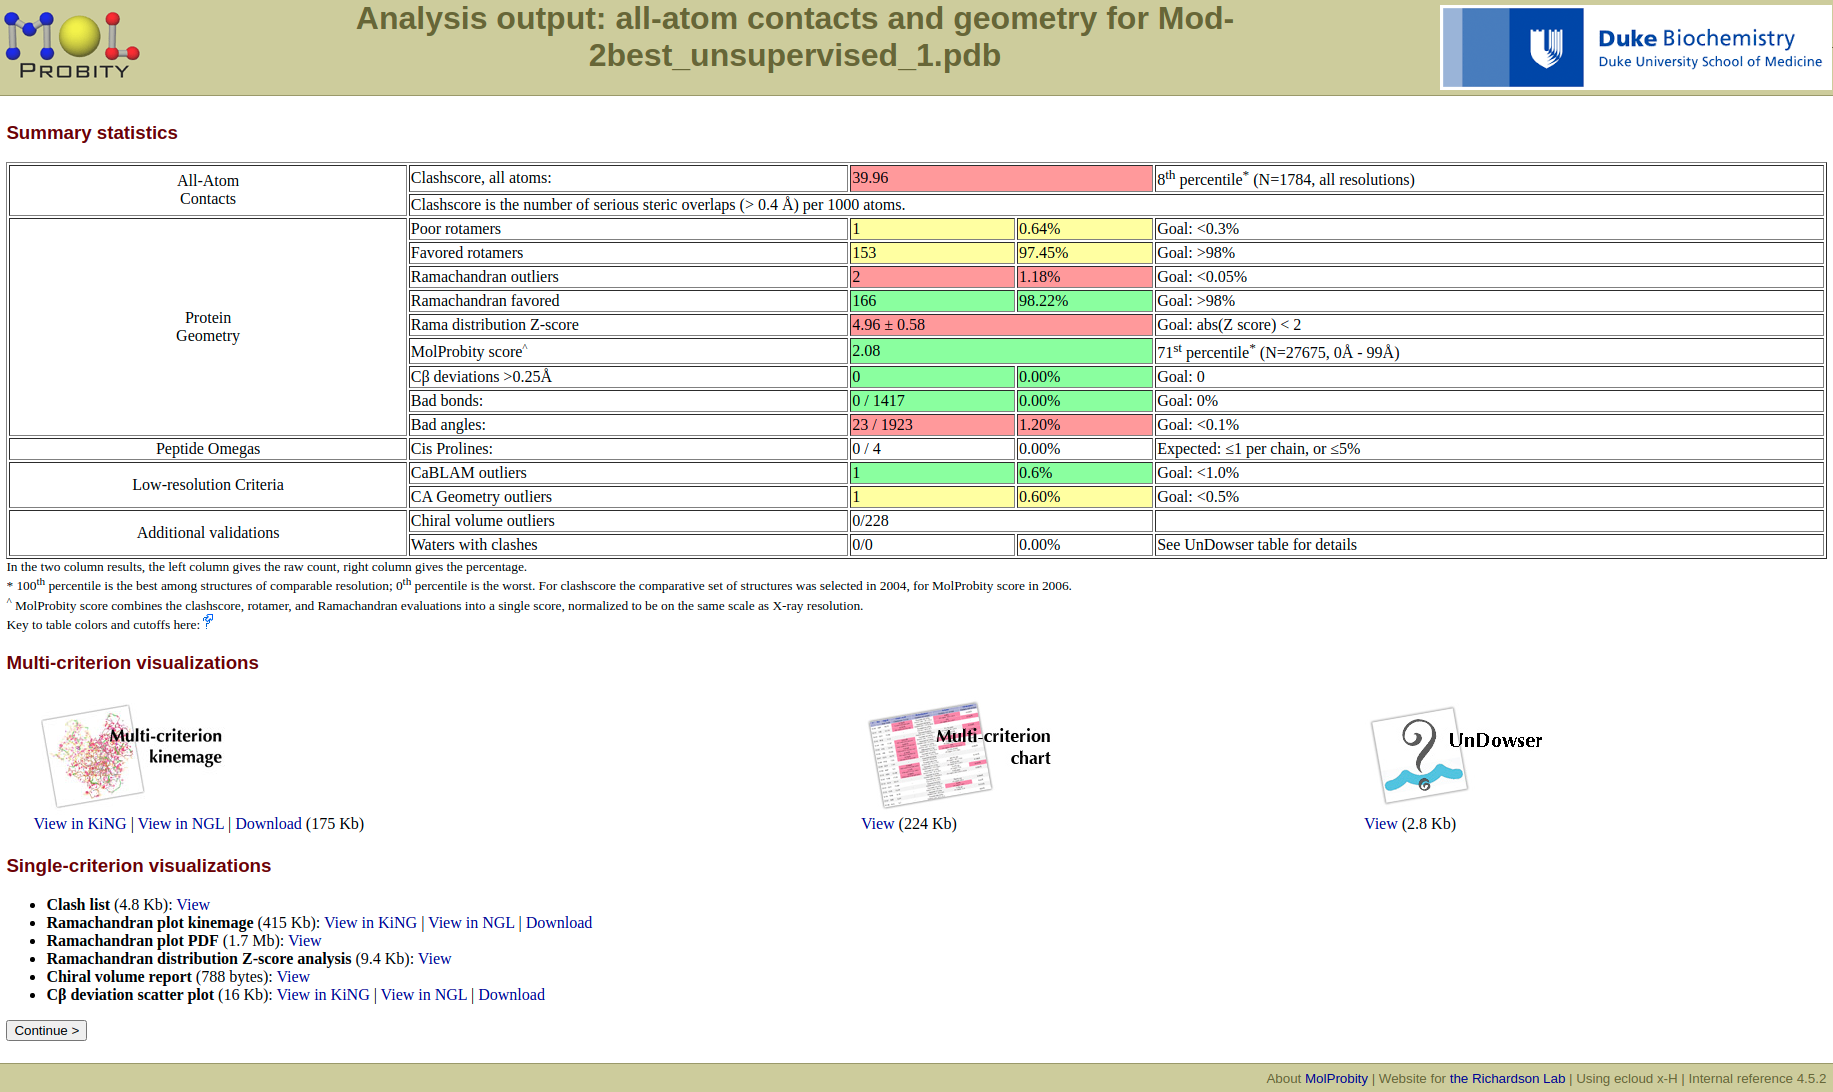 MOL
PROBITY
Analysis output: all-atom contacts and geometry for Mod-
2best_unsupervised_1.pdb
Duke Biochemistry
Duke University School of Medicine
Summary statistics
All-Atom
Contacts
Clashscore, all atoms: 39.96 8th percentile* (N=1784, all resolutions)
Clashscore is the number of serious steric overlaps (> 0.4 Å) per 1000 atoms.
Protein
Geometry
Poor rotamers 1 0.64% Goal: <0.3%
Favored rotamers 153 97.45% Goal: >98%
Ramachandran outliers 2 1.18% Goal: <0.05%
Ramachandran favored 166 98.22% Goal: >98%
Rama distribution Z-score 4.96 ± 0.58 Goal: abs(Z score) < 2
MolProbity score^ 2.08 71st percentile* (N=27675, 0Å - 99Å)
Cβ deviations >0.25Å 0 0.00% Goal: 0
Bad bonds: 0 / 1417 0.00% Goal: 0%
Bad angles: 23 / 1923 1.20% Goal: <0.1%
Peptide Omegas Cis Prolines: 0 / 4 0.00% Expected: ≤1 per chain, or ≤5%
Low-resolution Criteria
CaBLAM outliers 1 0.6% Goal: <1.0%
CA Geometry outliers 1 0.60% Goal: <0.5%
Additional validations
Chiral volume outliers 0/228
Waters with clashes 0/0 0.00% See UnDowser table for details
In the two column results, the left column gives the raw count, right column gives the percentage.
* 100th percentile is the best among structures of comparable resolution; 0th percentile is the worst. For clashscore the comparative set of structures was selected in 2004, for MolProbity score in 2006.
^ MolProbity score combines the clashscore, rotamer, and Ramachandran evaluations into a single score, normalized to be on the same scale as X-ray resolution.
Key to table colors and cutoffs here: ?
Multi-criterion visualizations
Multi-criterion
kinemage
Multi-criterion
chart
UnDowser
View in KiNG | View in NGL | Download (175 Kb)
View (224 Kb)
View (2.8 Kb)
Single-criterion visualizations
• Clash list (4.8 Kb): View
• Ramachandran plot kinemage (415 Kb): View in KiNG | View in NGL | Download
• Ramachandran plot PDF (1.7 Mb): View
• Ramachandran distribution Z-score analysis (9.4 Kb): View
• Chiral volume report (788 bytes): View
• Cβ deviation scatter plot (16 Kb): View in KiNG | View in NGL | Download
Continue >
About MolProbity | Website for the Richardson Lab | Using ecloud x-H | Internal reference 4.5.2